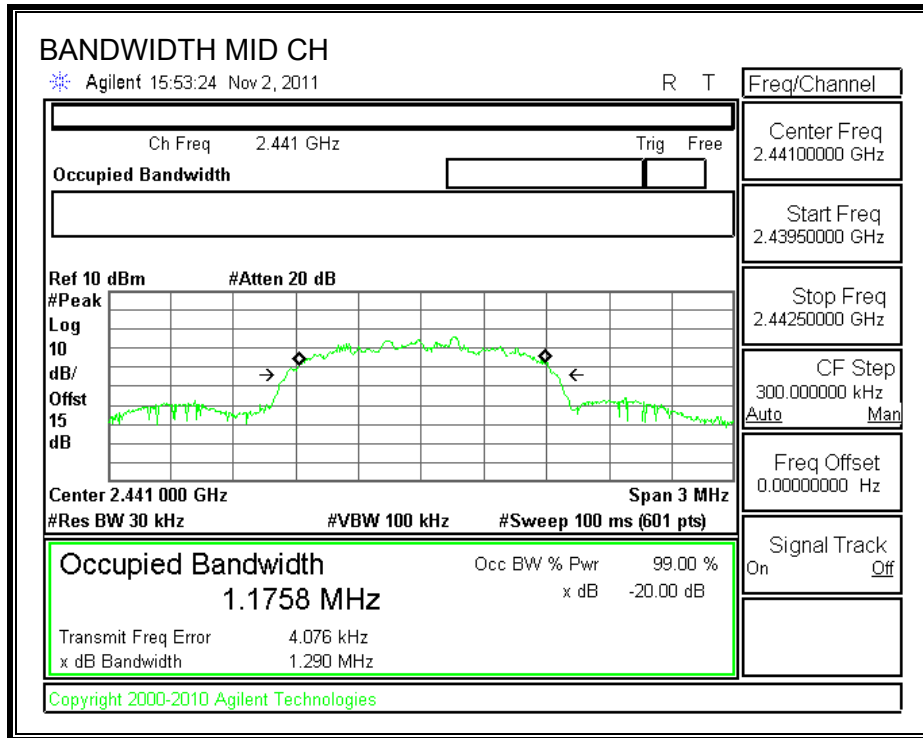 BANDWIDTH MID CH
Agilent 15:53:24 Nov 2, 2011 R T
Freq/Channel
Ch Freq 2.441 GHz Trig Free
Occupied Bandwidth
Center Freq
2.44100000 GHz
Start Freq
2.43950000 GHz
Stop Freq
2.44250000 GHz
CF Step
300.000000 kHz
Auto Man
Freq Offset
0.00000000 Hz
Signal Track
On Off
Ref 10 dBm #Atten 20 dB
#Peak
Log
10
dB/
Offst
15
dB
Center 2.441 000 GHz Span 3 MHz
#Res BW 30 kHz #VBW 100 kHz #Sweep 100 ms (601 pts)
Occupied Bandwidth Occ BW % Pwr 99.00 %
1.1758 MHz x dB -20.00 dB
Transmit Freq Error 4.076 kHz
x dB Bandwidth 1.290 MHz
Copyright 2000-2010 Agilent Technologies